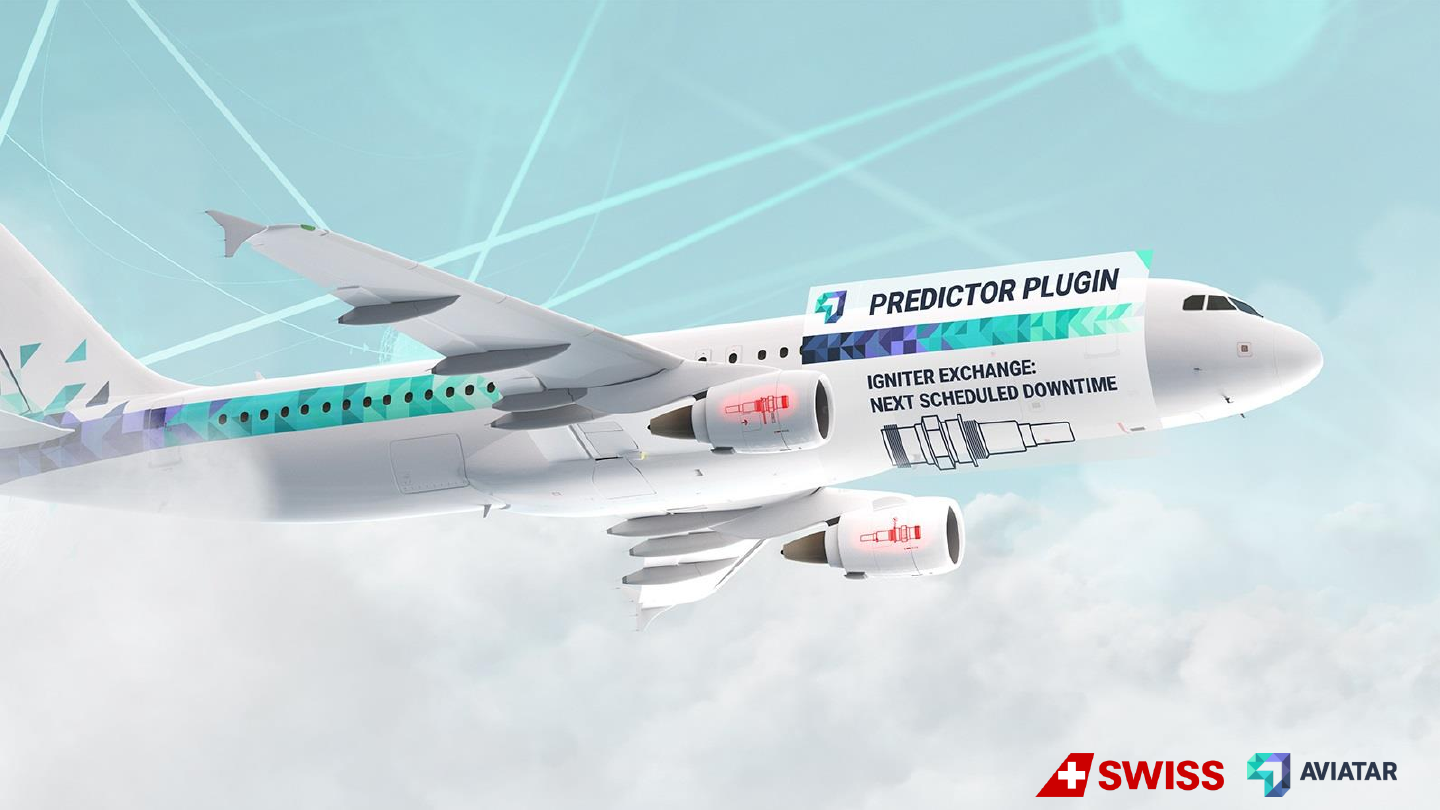 PREDICTOR PLUGIN
IGNITER EXCHANGE:
NEXT SCHEDULED DOWNTIME
SWISS
AVIATAR